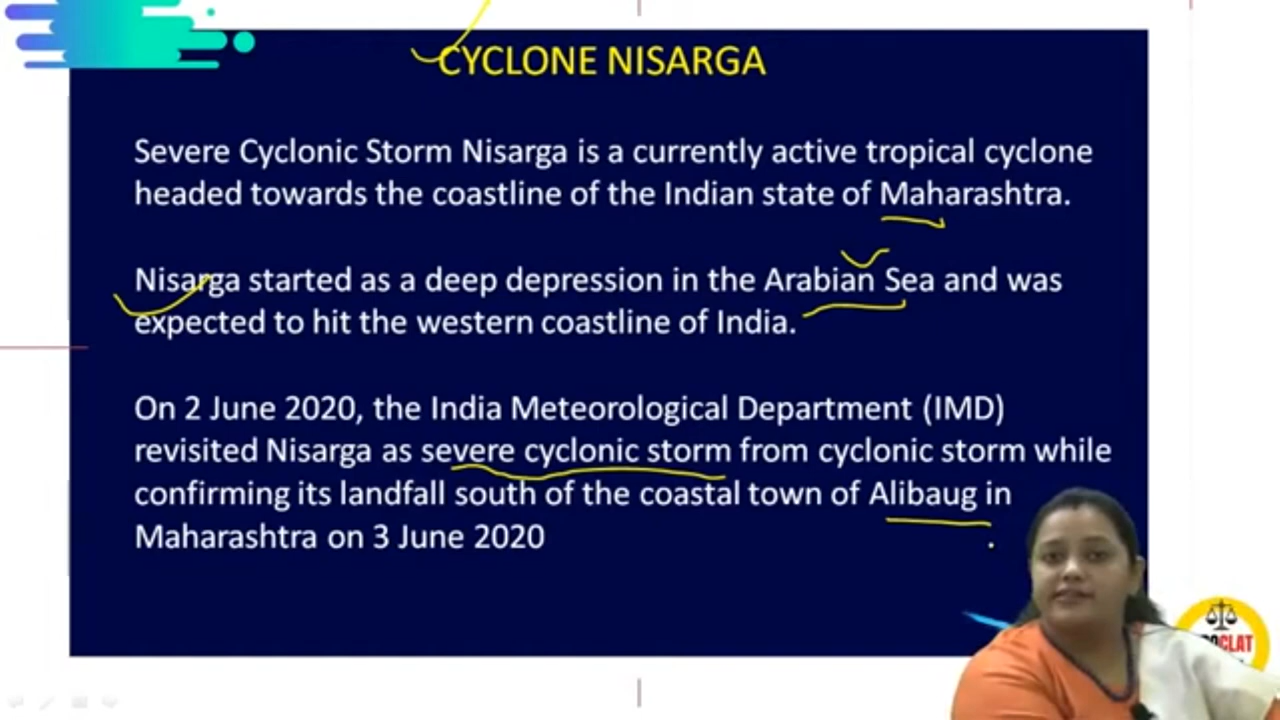 CYCLONE NISARGA
Severe Cyclonic Storm Nisarga is a currently active tropical cyclone
headed towards the coastline of the Indian state of Maharashtra.
Nisarga started as a deep depression in the Arabian Sea and was
expected to hit the western coastline of India.
On 2 June 2020, the India Meteorological Department (IMD)
revisited Nisarga as severe cyclonic storm from cyclonic storm while
confirming its landfall south of the coastal town of Alibaug in
Maharashtra on 3 June 2020
.